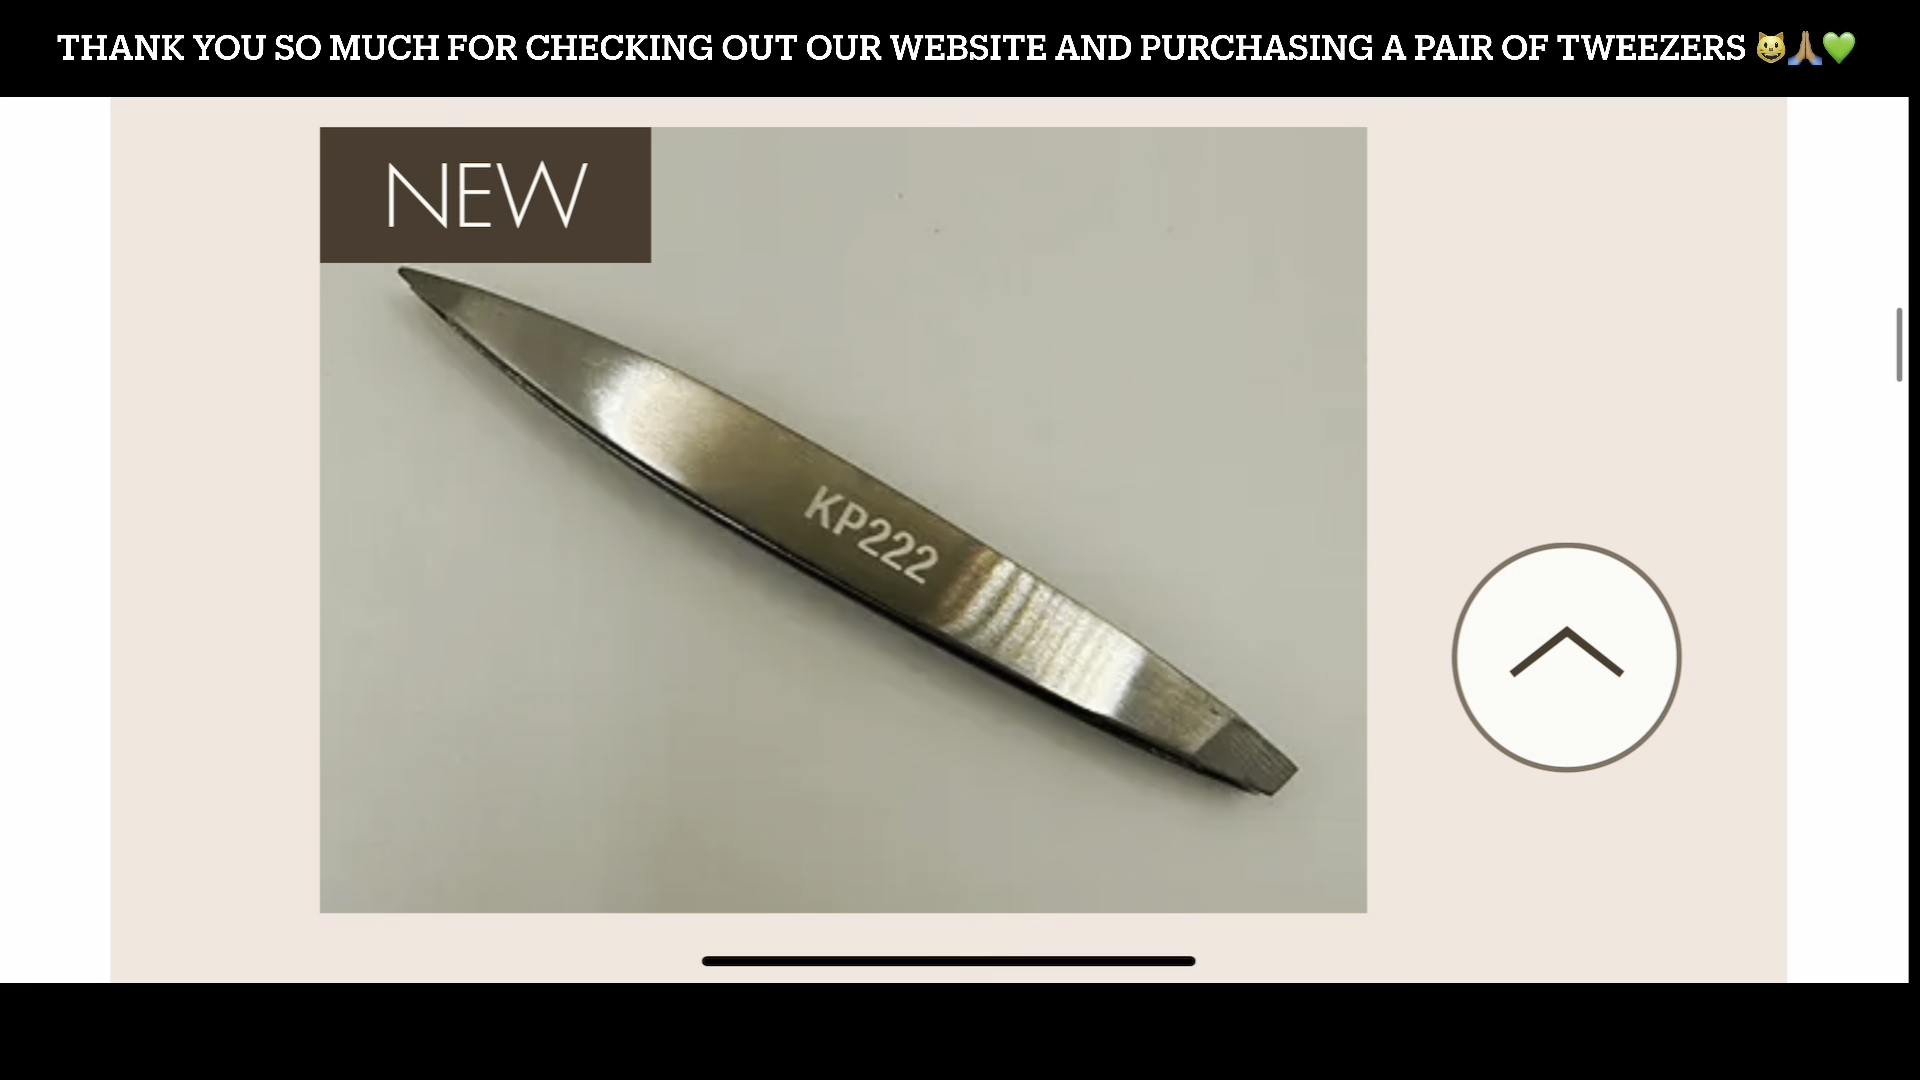 THANK YOU SO MUCH FOR CHECKING OUT OUR WEBSITE AND PURCHASING A PAIR OF TWEEZERS 😺🙏🏽💚
NEW
KP222